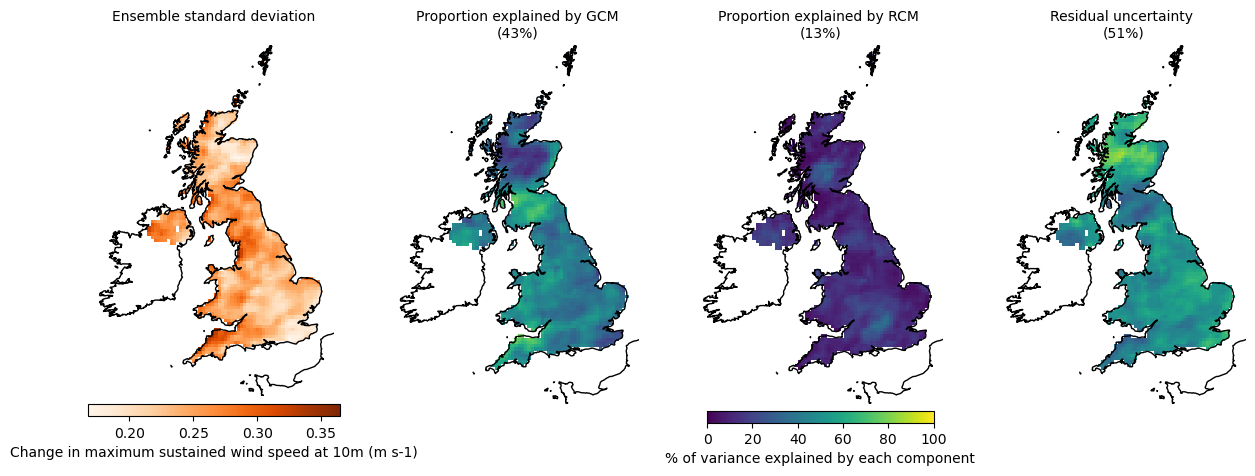 Ensemble standard deviation
Proportion explained by GCM
(43%)
Proportion explained by RCM
(13%)
Residual uncertainty
(51%)
0.20 0.25 0.30 0.35
Change in maximum sustained wind speed at 10m (m s-1)
0 20 40 60 80 100
% of variance explained by each component